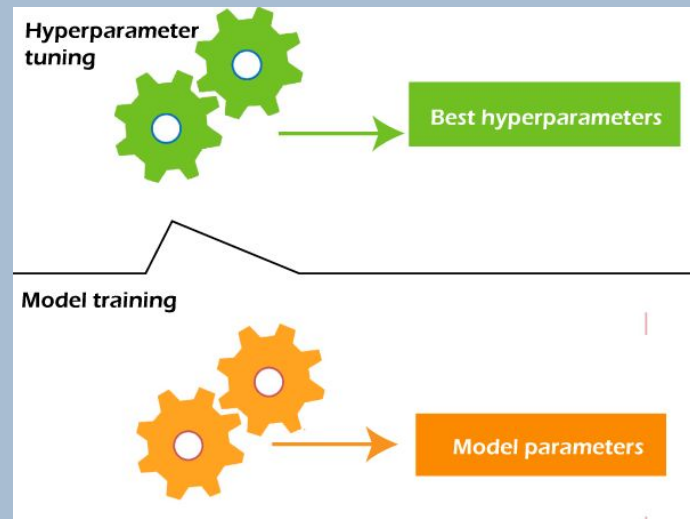 Hyperparameter
tuning
Best hyperparameters
Model training
Model parameters